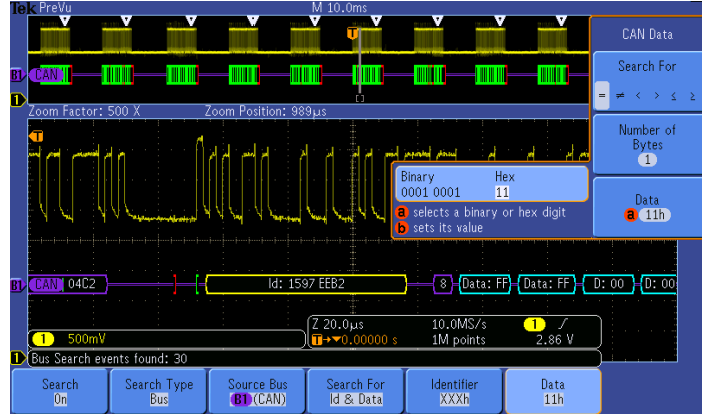 Tek PreVu M 10.0ms
CAN Data
Search For
= ≠ < > ≤ ≥
Number of
Bytes
1
Data
a 11h
T
B1 CAN
1
Zoom Factor: 500 X Zoom Position: 989µs
T
Binary Hex
0001 0001 11
a selects a binary or hex digit
b sets its value
B1 CAN 04C2 Id: 1597 EEB2 8 Data: FF Data: FF D: 00 D: 00
1 500mV
Z 20.0µs 10.0MS/s 1 /
T→▼0.00000 s 1M points 2.86 V
1
Bus Search events found: 30
Search
On
Search Type
Bus
Source Bus
B1 (CAN)
Search For
Id & Data
Identifier
XXXh
Data
11h